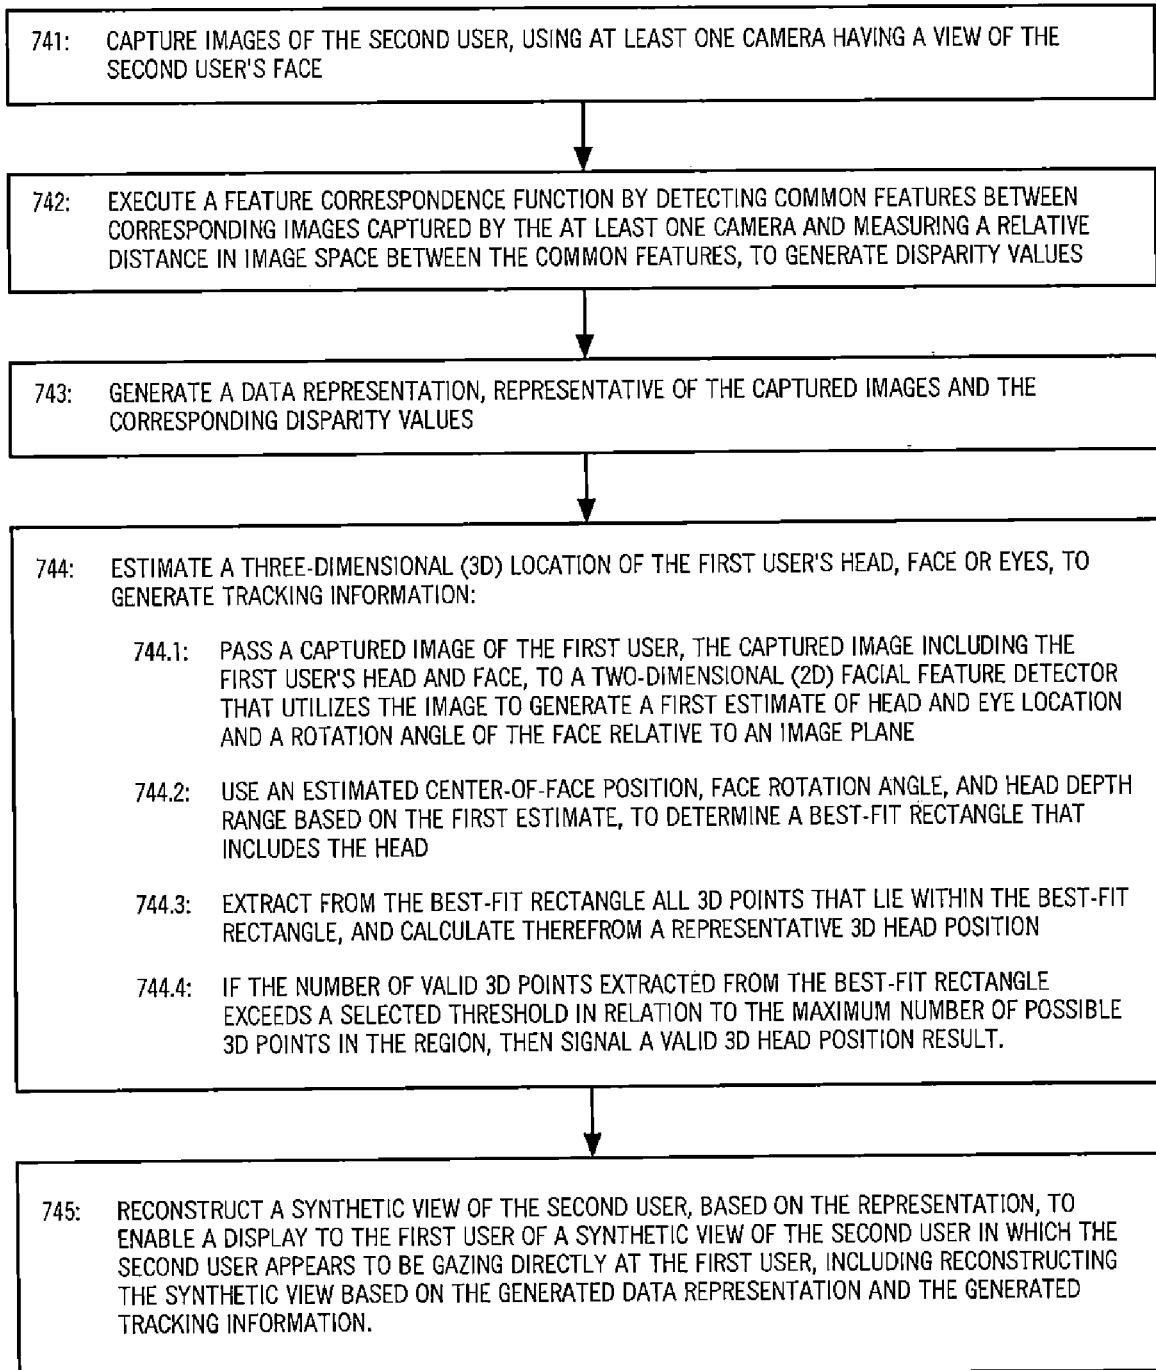 741: CAPTURE IMAGES OF THE SECOND USER, USING AT LEAST ONE CAMERA HAVING A VIEW OF THE
SECOND USER'S FACE
742: EXECUTE A FEATURE CORRESPONDENCE FUNCTION BY DETECTING COMMON FEATURES BETWEEN
CORRESPONDING IMAGES CAPTURED BY THE AT LEAST ONE CAMERA AND MEASURING A RELATIVE
DISTANCE IN IMAGE SPACE BETWEEN THE COMMON FEATURES, TO GENERATE DISPARITY VALUES
743: GENERATE A DATA REPRESENTATION, REPRESENTATIVE OF THE CAPTURED IMAGES AND THE
CORRESPONDING DISPARITY VALUES
744: ESTIMATE A THREE-DIMENSIONAL (3D) LOCATION OF THE FIRST USER'S HEAD, FACE OR EYES, TO
GENERATE TRACKING INFORMATION:
744.1: PASS A CAPTURED IMAGE OF THE FIRST USER, THE CAPTURED IMAGE INCLUDING THE
FIRST USER'S HEAD AND FACE, TO A TWO-DIMENSIONAL (2D) FACIAL FEATURE DETECTOR
THAT UTILIZES THE IMAGE TO GENERATE A FIRST ESTIMATE OF HEAD AND EYE LOCATION
AND A ROTATION ANGLE OF THE FACE RELATIVE TO AN IMAGE PLANE
744.2: USE AN ESTIMATED CENTER-OF-FACE POSITION, FACE ROTATION ANGLE, AND HEAD DEPTH
RANGE BASED ON THE FIRST ESTIMATE, TO DETERMINE A BEST-FIT RECTANGLE THAT
INCLUDES THE HEAD
744.3: EXTRACT FROM THE BEST-FIT RECTANGLE ALL 3D POINTS THAT LIE WITHIN THE BEST-FIT
RECTANGLE, AND CALCULATE THEREFROM A REPRESENTATIVE 3D HEAD POSITION
744.4: IF THE NUMBER OF VALID 3D POINTS EXTRACTED FROM THE BEST-FIT RECTANGLE
EXCEEDS A SELECTED THRESHOLD IN RELATION TO THE MAXIMUM NUMBER OF POSSIBLE
3D POINTS IN THE REGION, THEN SIGNAL A VALID 3D HEAD POSITION RESULT.
745: RECONSTRUCT A SYNTHETIC VIEW OF THE SECOND USER, BASED ON THE REPRESENTATION, TO
ENABLE A DISPLAY TO THE FIRST USER OF A SYNTHETIC VIEW OF THE SECOND USER IN WHICH THE
SECOND USER APPEARS TO BE GAZING DIRECTLY AT THE FIRST USER, INCLUDING RECONSTRUCTING
THE SYNTHETIC VIEW BASED ON THE GENERATED DATA REPRESENTATION AND THE GENERATED
TRACKING INFORMATION.